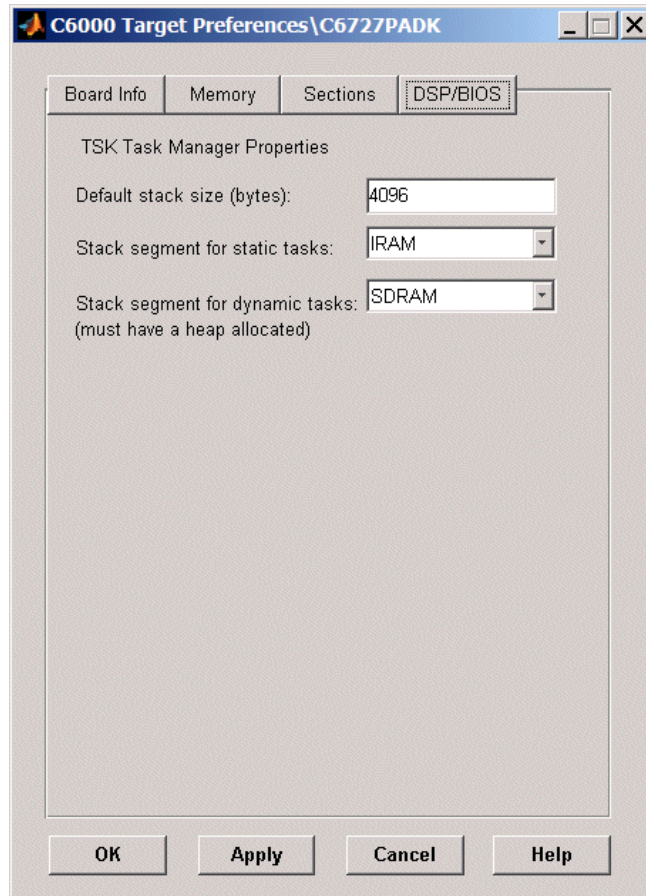 C6000 Target Preferences\C6727PADK
Board Info Memory Sections DSP/BIOS
TSK Task Manager Properties
Default stack size (bytes): 4096
Stack segment for static tasks: IRAM
Stack segment for dynamic tasks: SDRAM
(must have a heap allocated)
OK Apply Cancel Help